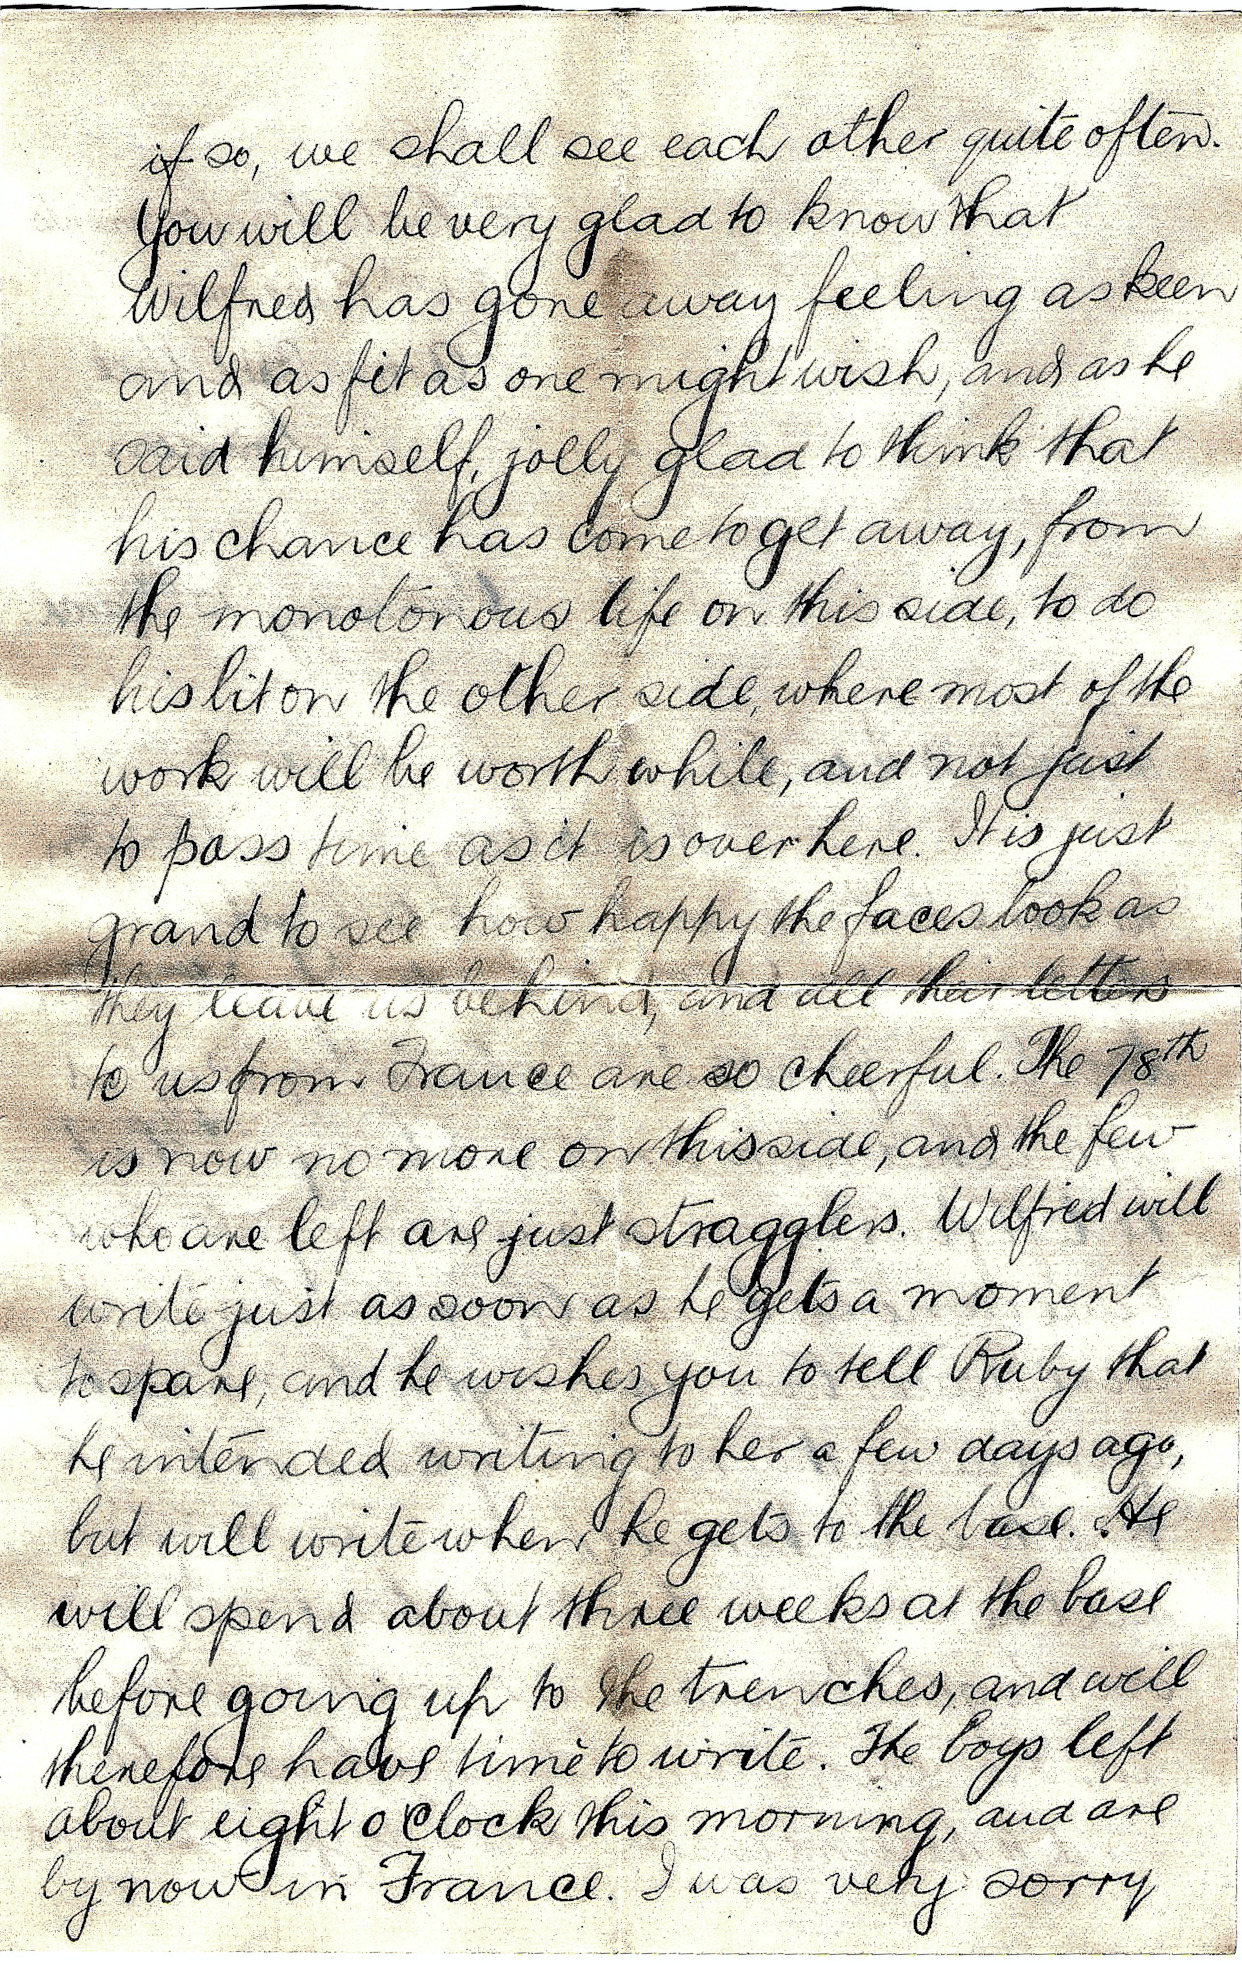 if so, we shall see each other quite often.
You will be very glad to know that
Wilfred has gone away feeling as keen
and as fit as one might wish, and as he
said himself, jolly glad to think that
his chance has come to get away, from
the monotonous life on this side, to do
his bit on the other side, where most of the
work will be worth while, and not just
to pass time as it is over here. It is just
grand to see how happy the faces look as
they leave us behind, and all their letters
to us from France are so cheerful. The 78th
is now no more on this side, and the few
who are left are just stragglers. Wilfred will
write just as soon as he gets a moment
to spare, and he wishes you to tell Ruby that
he intended writing to her a few days ago,
but will write when he gets to the base. He
will spend about three weeks at the base
before going up to the trenches, and will
therefore have time to write. The boys left
about eight o'clock this morning, and are
by now in France. I was very sorry